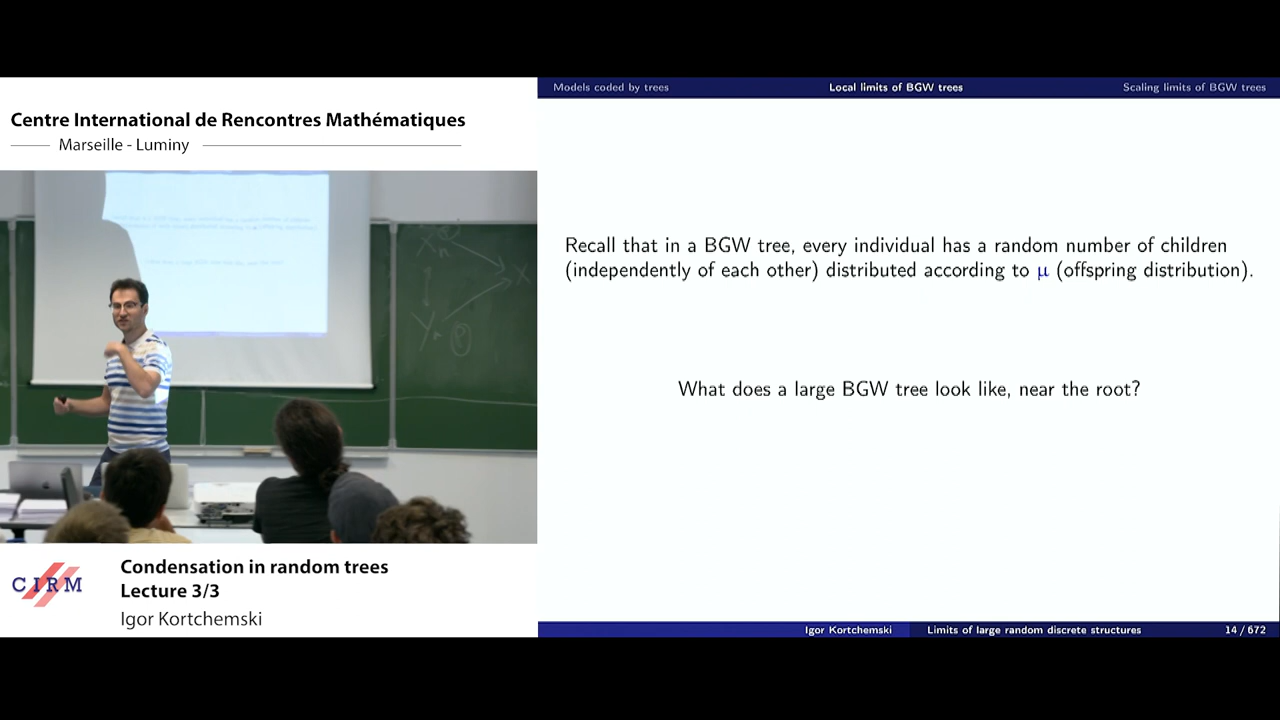 Centre International de Rencontres Mathématiques
Marseille - Luminy
Models coded by trees
Local limits of BGW trees
Scaling limits of BGW trees
Recall that in a BGW tree, every individual has a random number of children
(independently of each other) distributed according to μ (offspring distribution).
What does a large BGW tree look like, near the root?
CIRM
Condensation in random trees
Lecture 3/3
Igor Kortchemski
Igor Kortchemski
Limits of large random discrete structures
14 / 672